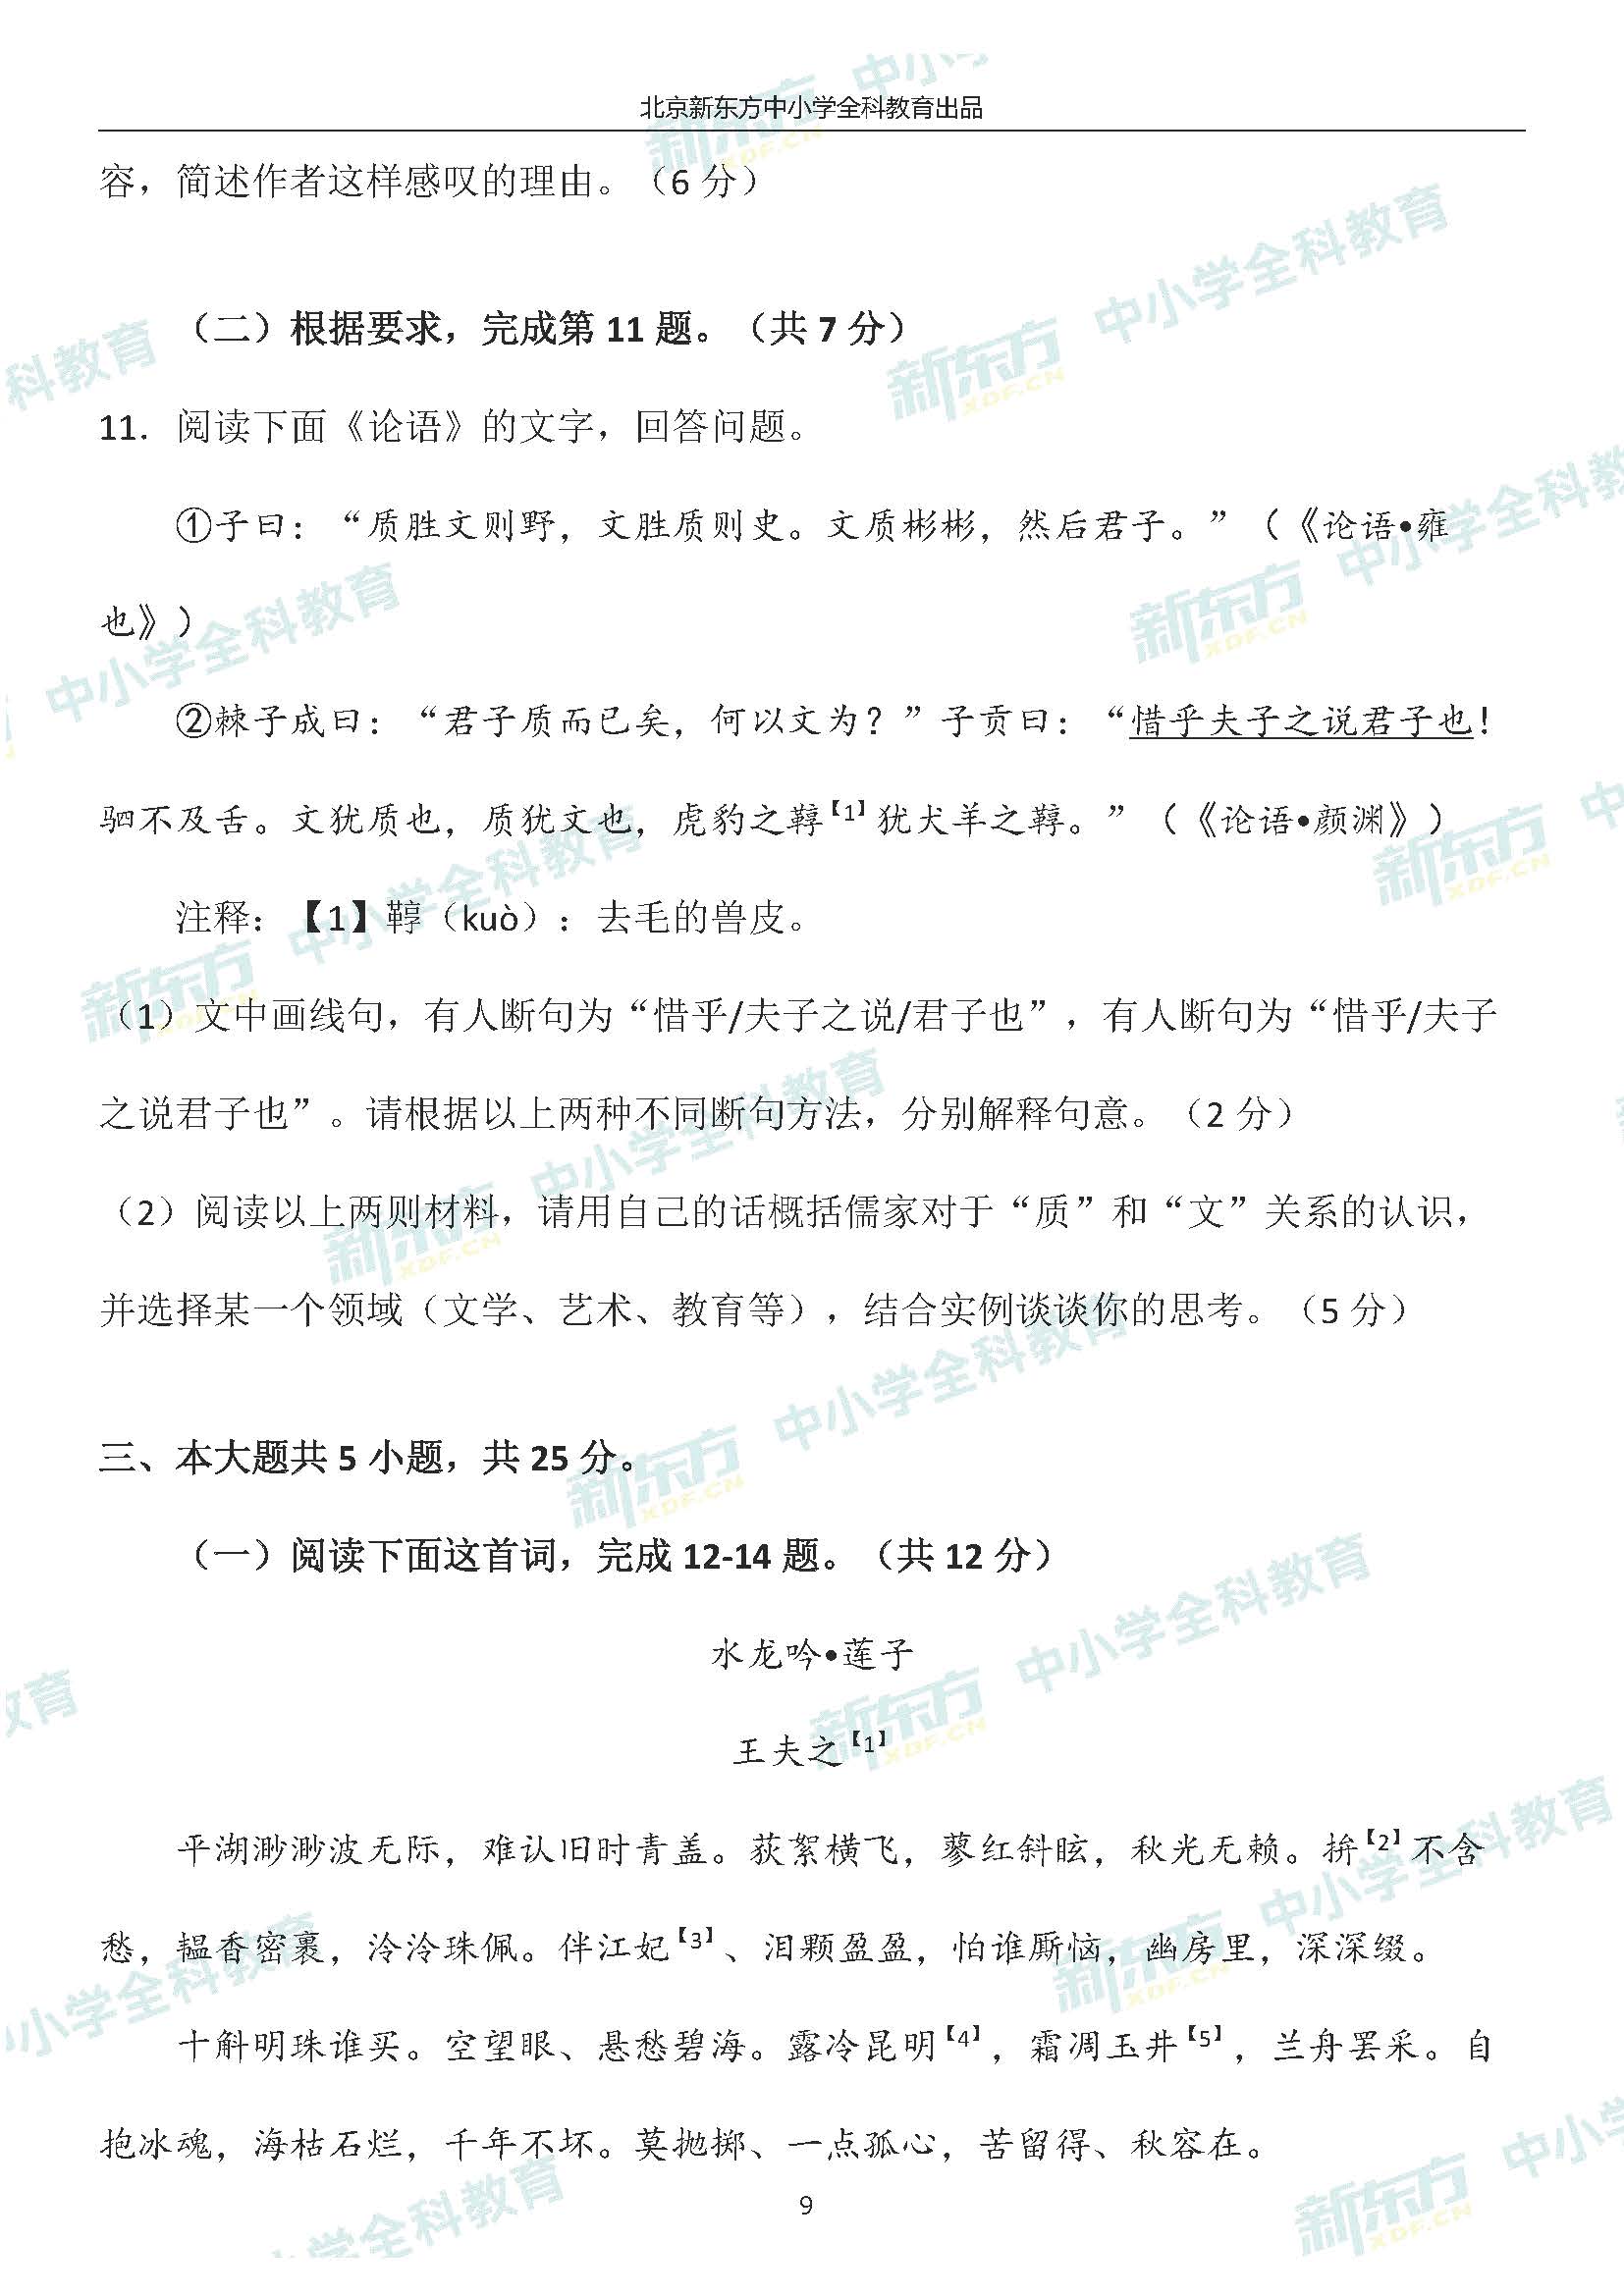 北京新东方中小学全科教育出品
容，简述作者这样感叹的理由。（6 分）
（二）根据要求，完成第 11 题。（共 7 分）
11. 阅读下面《论语》的文字，回答问题。
①子曰：“质胜文则野，文胜质则史。文质彬彬，然后君子。”（《论语•雍
也》）
②棘子成曰：“君子质而已矣，何以文为？”子贡曰：“惜乎夫子之说君子也！
驷不及舌。文犹质也，质犹文也，虎豹之鞟【1】犹犬羊之鞟。”（《论语•颜渊》）
注释：【1】鞟（kuò）：去毛的兽皮。
（1）文中画线句，有人断句为“惜乎/夫子之说/君子也”，有人断句为“惜乎/夫子
之说君子也”。请根据以上两种不同断句方法，分别解释句意。（2 分）
（2）阅读以上两则材料，请用自己的话概括儒家对于“质”和“文”关系的认识，
并选择某一个领域（文学、艺术、教育等），结合实例谈谈你的思考。（5 分）
三、本大题共 5 小题，共 25 分。
（一）阅读下面这首词，完成 12-14 题。（共 12 分）
水龙吟•莲子
王夫之【1】
平湖渺渺波无际，难认旧时青盖。荻絮横飞，蓼红斜眩，秋光无赖。拚【2】不含
愁，韫香密裹，泠泠珠佩。伴江妃【3】、泪颗盈盈，怕谁厮恼，幽房里，深深缀。
十斛明珠谁买。空望眼、悬愁碧海。露冷昆明【4】，霜凋玉井【5】，兰舟罢采。自
抱冰魂，海枯石烂，千年不坏。莫抛掷、一点孤心，苦留得、秋容在。
9
新东方 XDF.CN 中小学全科教育